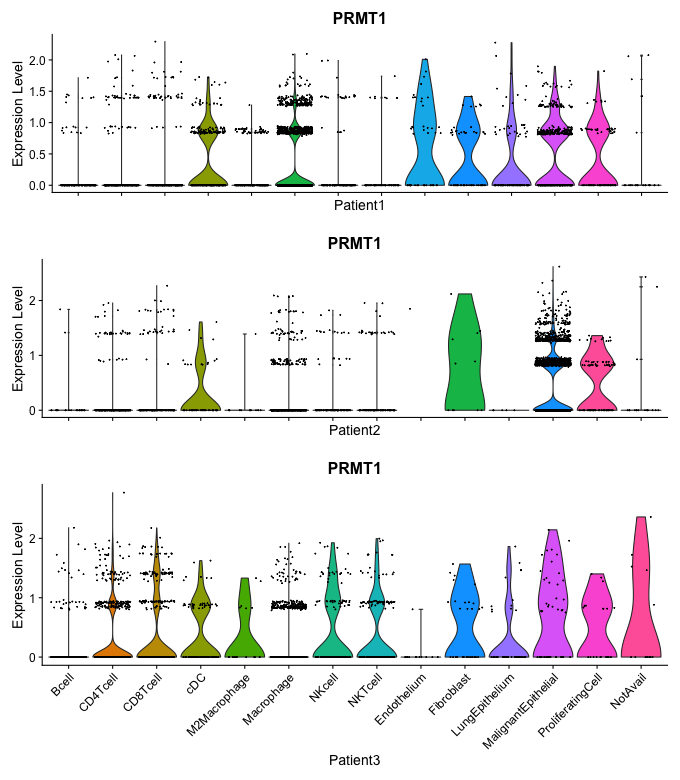 PRMT1
Expression Level
2.0
1.5
1.0
0.5
0.0
Patient1
PRMT1
Expression Level
2
1
0
Patient2
PRMT1
Expression Level
2
1
0
Bcell
CD4Tcell
CD8Tcell
cDC
M2Macrophage
Macrophage
NKcell
NKTcell
Endothelium
Fibroblast
LungEpithelium
MalignantEpithelial
ProliferatingCell
NotAvail
Patient3